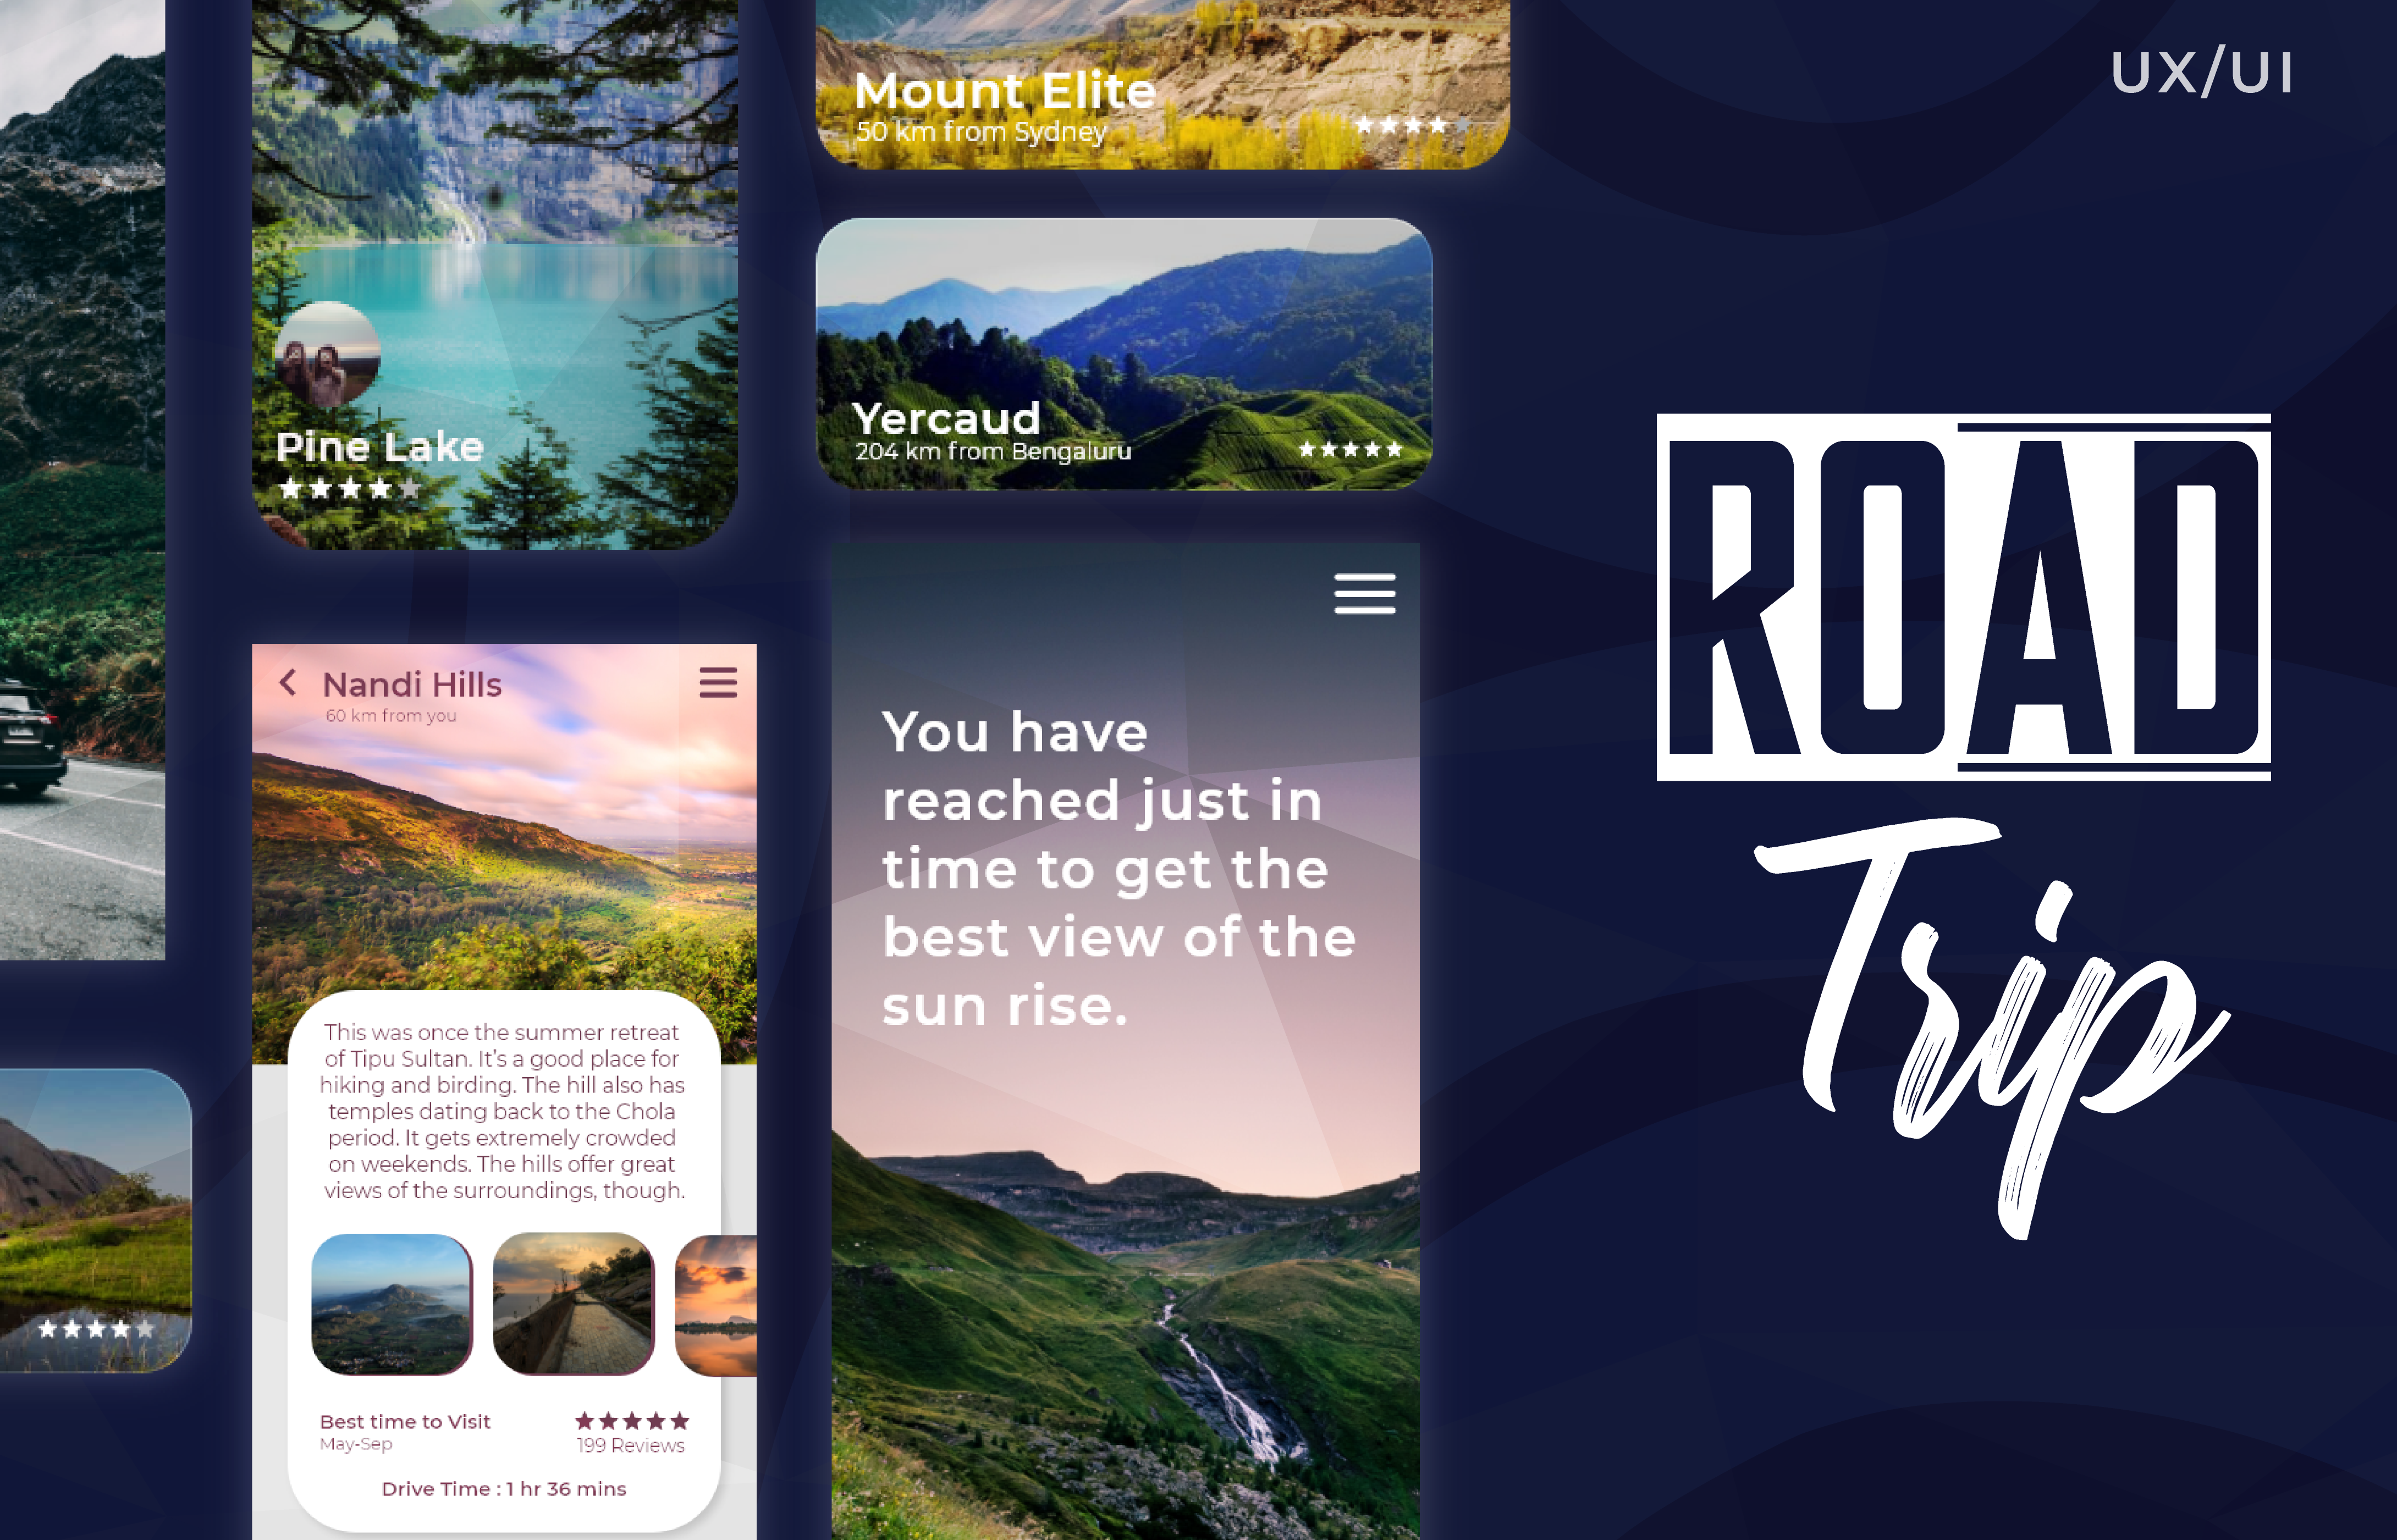 UX/UI
Mount Elite
50 km from Sydney
Yercaud
204 km from Bengaluru
Pine Lake
Nandi Hills
60 km from you
This was once the summer retreat
of Tipu Sultan. It's a good place for
hiking and birding. The hill also has
temples dating back to the Chola
period. It gets extremely crowded
on weekends. The hills offer great
views of the surroundings, though.
Best time to Visit
May-Sep
199 Reviews
Drive Time : 1 hr 36 mins
You have
reached just in
time to get the
best view of the
sun rise.
ROAD
Trip